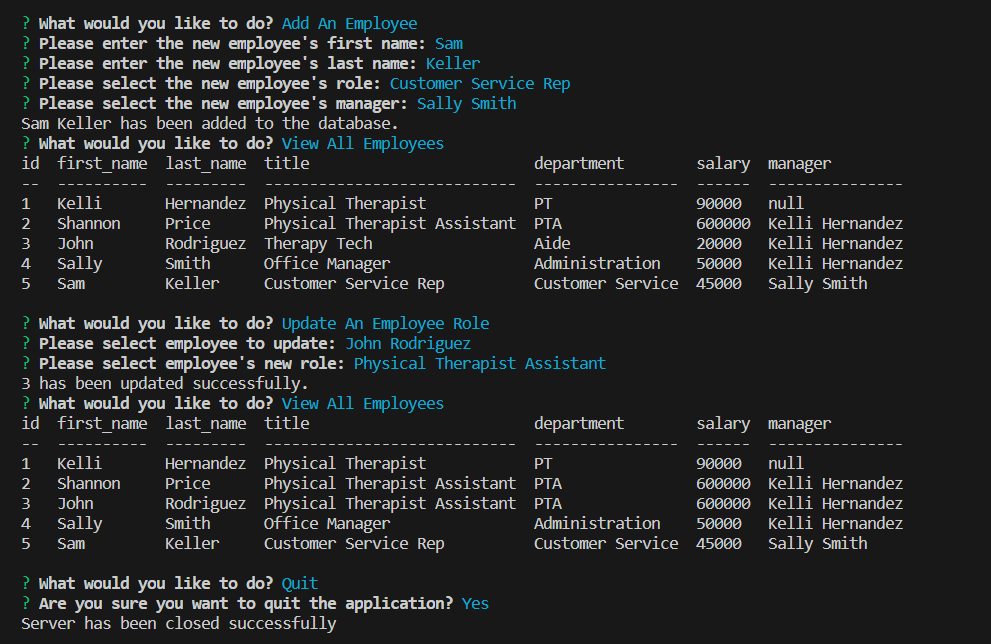 ? What would you like to do? Add An Employee
? Please enter the new employee's first name: Sam
? Please enter the new employee's last name: Keller
? Please select the new employee's role: Customer Service Rep
? Please select the new employee's manager: Sally Smith
Sam Keller has been added to the database.
? What would you like to do? View All Employees
id  first_name  last_name  title                         department        salary  manager
--  ----------  ---------  ----------------------------  ----------------  ------  ---------------
1   Kelli       Hernandez  Physical Therapist            PT                90000   null
2   Shannon     Price      Physical Therapist Assistant  PTA               600000  Kelli Hernandez
3   John        Rodriguez  Therapy Tech                  Aide              20000   Kelli Hernandez
4   Sally       Smith      Office Manager                Administration    50000   Kelli Hernandez
5   Sam         Keller     Customer Service Rep          Customer Service  45000   Sally Smith
? What would you like to do? Update An Employee Role
? Please select employee to update: John Rodriguez
? Please select employee's new role: Physical Therapist Assistant
3 has been updated successfully.
? What would you like to do? View All Employees
id  first_name  last_name  title                         department        salary  manager
--  ----------  ---------  ----------------------------  ----------------  ------  ---------------
1   Kelli       Hernandez  Physical Therapist            PT                90000   null
2   Shannon     Price      Physical Therapist Assistant  PTA               600000  Kelli Hernandez
3   John        Rodriguez  Physical Therapist Assistant  PTA               600000  Kelli Hernandez
4   Sally       Smith      Office Manager                Administration    50000   Kelli Hernandez
5   Sam         Keller     Customer Service Rep          Customer Service  45000   Sally Smith
? What would you like to do? Quit
? Are you sure you want to quit the application? Yes
Server has been closed successfully